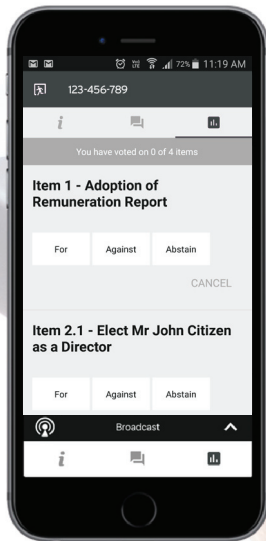 72% 11:19 AM
123-456-789
i
You have voted on 0 of 4 items
Item 1 - Adoption of
Remuneration Report
For Against Abstain
CANCEL
Item 2.1 - Elect Mr John Citizen
as a Director
For Against Abstain
Broadcast
i